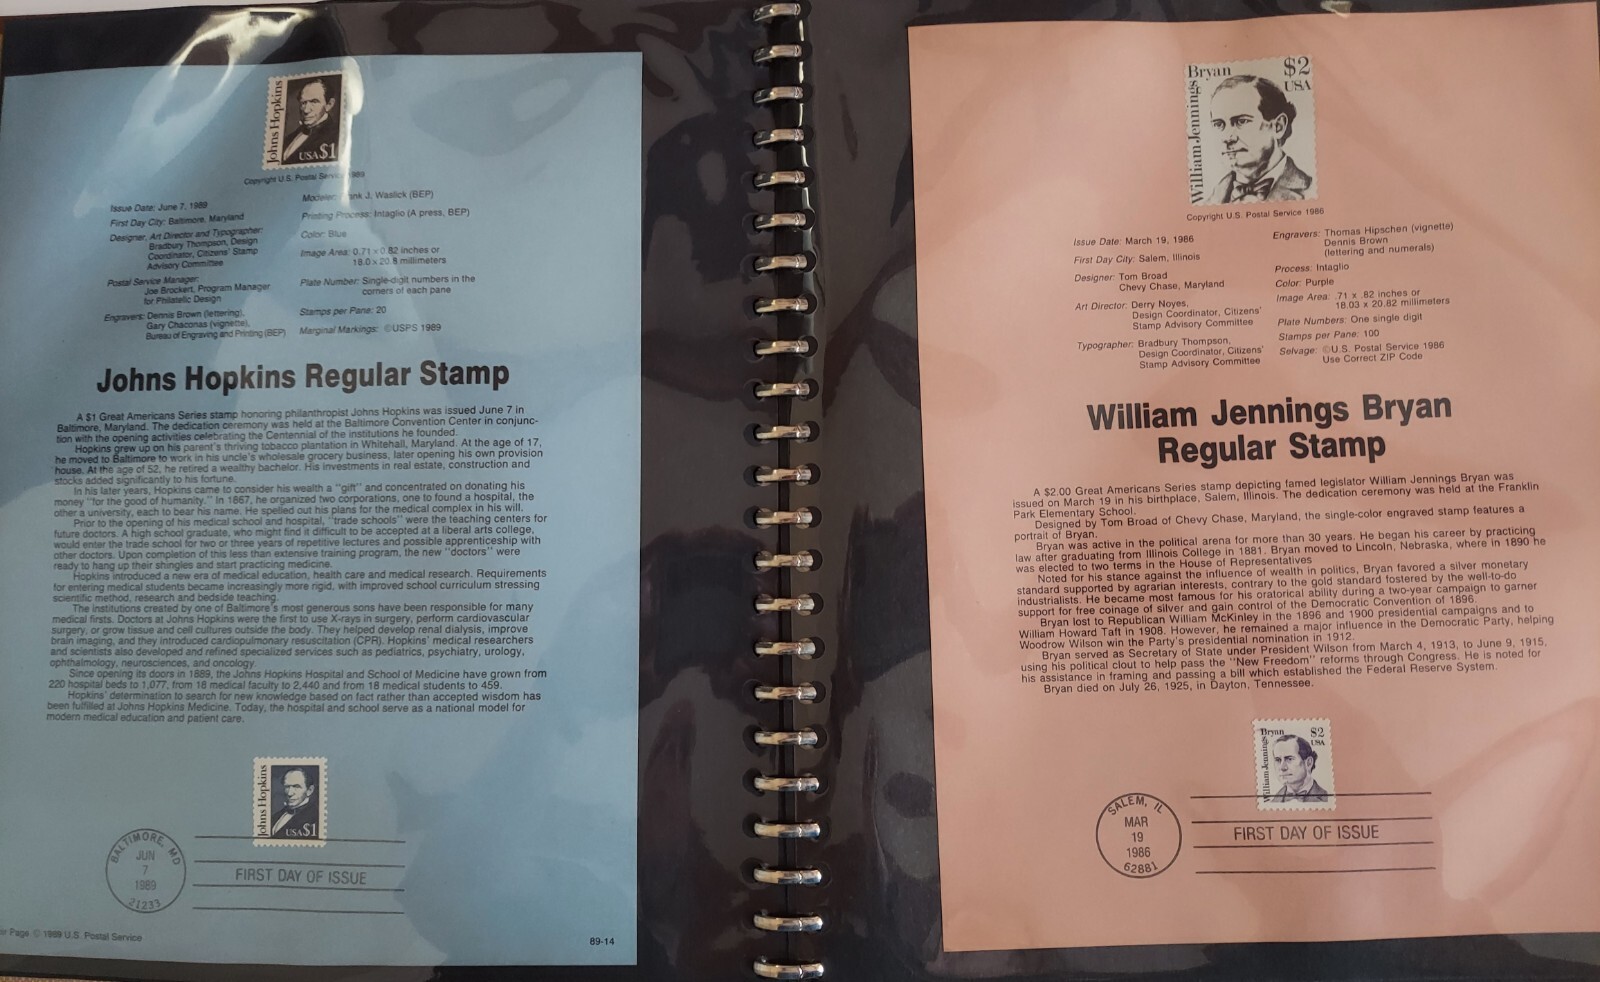 Johns Hopkins
USA $1
Copyright U.S. Postal Service 1989
Issue Date: June 7, 1989
First Day City: Baltimore, Maryland
Designer, Art Director and Typographer:
Bradbury Thompson, Design
Coordinator, Citizens' Stamp
Advisory Committee
Postal Service Manager:
Joe Brockert, Program Manager
for Philatelic Design
Engravers: Dennis Brown (lettering),
Gary Chaconas (vignette),
Bureau of Engraving and Printing (BEP)
Modeler: J. Waslick (BEP)
Printing Process: Intaglio (A press, BEP)
Color: Blue
Image Area: 0.71 x 0.82 inches or
18.0 x 20.8 millimeters
Plate Number: Single-digit numbers in the
corners of each pane
Stamps per Pane: 20
Marginal Markings: ©USPS 1989
Johns Hopkins Regular Stamp
A $1 Great Americans Series stamp honoring philanthropist Johns Hopkins was issued June 7 in
Baltimore, Maryland. The dedication ceremony was held at the Baltimore Convention Center in conjunc-
tion with the opening activities celebrating the Centennial of the institutions he founded.
Hopkins grew up on his parent's thriving tobacco plantation in Whitehall, Maryland. At the age of 17,
he moved to Baltimore to work in his uncle's wholesale grocery business, later opening his own provision
house. At the age of 52, he retired a wealthy bachelor. His investments in real estate, construction and
stocks added significantly to his fortune.
In his later years, Hopkins came to consider his wealth a "gift" and concentrated on donating his
money "for the good of humanity." In 1867, he organized two corporations, one to found a hospital, the
other a university, each to bear his name. He spelled out his plans for the medical complex in his will.
Prior to the opening of his medical school and hospital, "trade schools" were the teaching centers for
future doctors. A high school graduate, who might find it difficult to be accepted at a liberal arts college,
would enter the trade school for two or three years of repetitive lectures and possible apprenticeship with
other doctors. Upon completion of this less than extensive training program, the new "doctors" were
ready to hang up their shingles and start practicing medicine.
Hopkins introduced a new era of medical education, health care and medical research. Requirements
for entering medical students became increasingly more rigid, with improved school curriculum stressing
scientific method, research and bedside teaching.
The institutions created by one of Baltimore's most generous sons have been responsible for many
medical firsts. Doctors at Johns Hopkins were the first to use X-rays in surgery, perform cardiovascular
surgery, or grow tissue and cell cultures outside the body. They helped develop renal dialysis, improve
brain imaging, and they introduced cardiopulmonary resuscitation (CPR). Hopkins' medical researchers
and scientists also developed and refined specialized services such as pediatrics, psychiatry, urology,
ophthalmology, neurosciences, and oncology.
Since opening its doors in 1889, the Johns Hopkins Hospital and School of Medicine have grown from
220 hospital beds to 1,077, from 18 medical faculty to 2,440 and from 18 medical students to 459.
Hopkins' determination to search for new knowledge based on fact rather than accepted wisdom has
been fulfilled at Johns Hopkins Medicine. Today, the hospital and school serve as a national model for
modern medical education and patient care.
Johns Hopkins
USA $1
BALTIMORE, MD
JUN
7
1989
21233
FIRST DAY OF ISSUE
Page © 1989 U.S. Postal Service
89-14
William Jennings Bryan
$2
USA
Copyright U.S. Postal Service 1986
Issue Date: March 19, 1986
First Day City: Salem, Illinois
Designer: Tom Broad
Chevy Chase, Maryland
Art Director: Derry Noyes,
Design Coordinator, Citizens'
Stamp Advisory Committee
Typographer: Bradbury Thompson,
Design Coordinator, Citizens'
Stamp Advisory Committee
Engravers: Thomas Hipschen (vignette)
Dennis Brown
(lettering and numerals)
Process: Intaglio
Color: Purple
Image Area: .71 x .82 inches or
18.03 x 20.82 millimeters
Plate Numbers: One single digit
Stamps per Pane: 100
Selvage: ©U.S. Postal Service 1986
Use Correct ZIP Code
William Jennings Bryan
Regular Stamp
A $2.00 Great Americans Series stamp depicting famed legislator William Jennings Bryan was
issued on March 19 in his birthplace, Salem, Illinois. The dedication ceremony was held at the Franklin
Park Elementary School.
Designed by Tom Broad of Chevy Chase, Maryland, the single-color engraved stamp features a
portrait of Bryan.
Bryan was active in the political arena for more than 30 years. He began his career by practicing
law after graduating from Illinois College in 1881. Bryan moved to Lincoln, Nebraska, where in 1890 he
was elected to two terms in the House of Representatives
Noted for his stance against the influence of wealth in politics, Bryan favored a silver monetary
standard supported by agrarian interests, contrary to the gold standard fostered by the well-to-do
industrialists. He became most famous for his oratorical ability during a two-year campaign to garner
support for free coinage of silver and gain control of the Democratic Convention of 1896.
Bryan lost to Republican William McKinley in the 1896 and 1900 presidential campaigns and to
William Howard Taft in 1908. However, he remained a major influence in the Democratic Party, helping
Woodrow Wilson win the Party's presidential nomination in 1912.
Bryan served as Secretary of State under President Wilson from March 4, 1913, to June 9, 1915,
using his political clout to help pass the "New Freedom" reforms through Congress. He is noted for
his assistance in framing and passing a bill which established the Federal Reserve System.
Bryan died on July 26, 1925, in Dayton, Tennessee.
William Jennings Bryan
$2
USA
SALEM, IL
MAR
19
1986
62881
FIRST DAY OF ISSUE